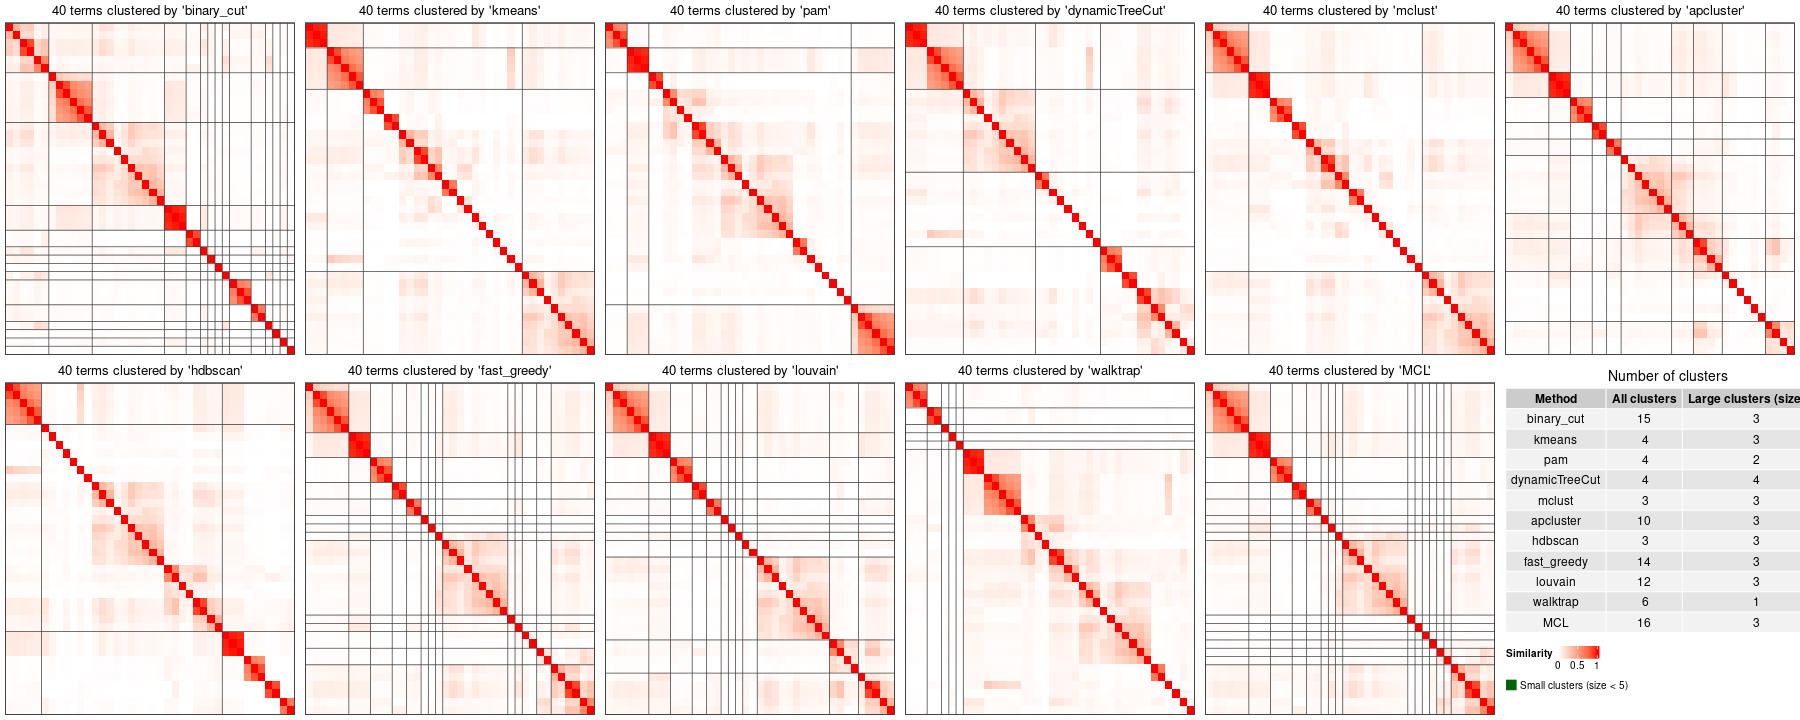 40 terms clustered by 'binary_cut'
40 terms clustered by 'kmeans'
40 terms clustered by 'pam'
40 terms clustered by 'dynamicTreeCut'
40 terms clustered by 'mclust'
40 terms clustered by 'apcluster'
40 terms clustered by 'hdbscan'
40 terms clustered by 'fast_greedy'
40 terms clustered by 'louvain'
40 terms clustered by 'walktrap'
40 terms clustered by 'MCL'
Number of clusters
Method All clusters Large clusters (size
binary_cut 15 3
kmeans 4 3
pam 4 2
dynamicTreeCut 4 4
mclust 3 3
apcluster 10 3
hdbscan 3 3
fast_greedy 14 3
louvain 12 3
walktrap 6 1
MCL 16 3
Similarity
0 0.5 1
Small clusters (size < 5)